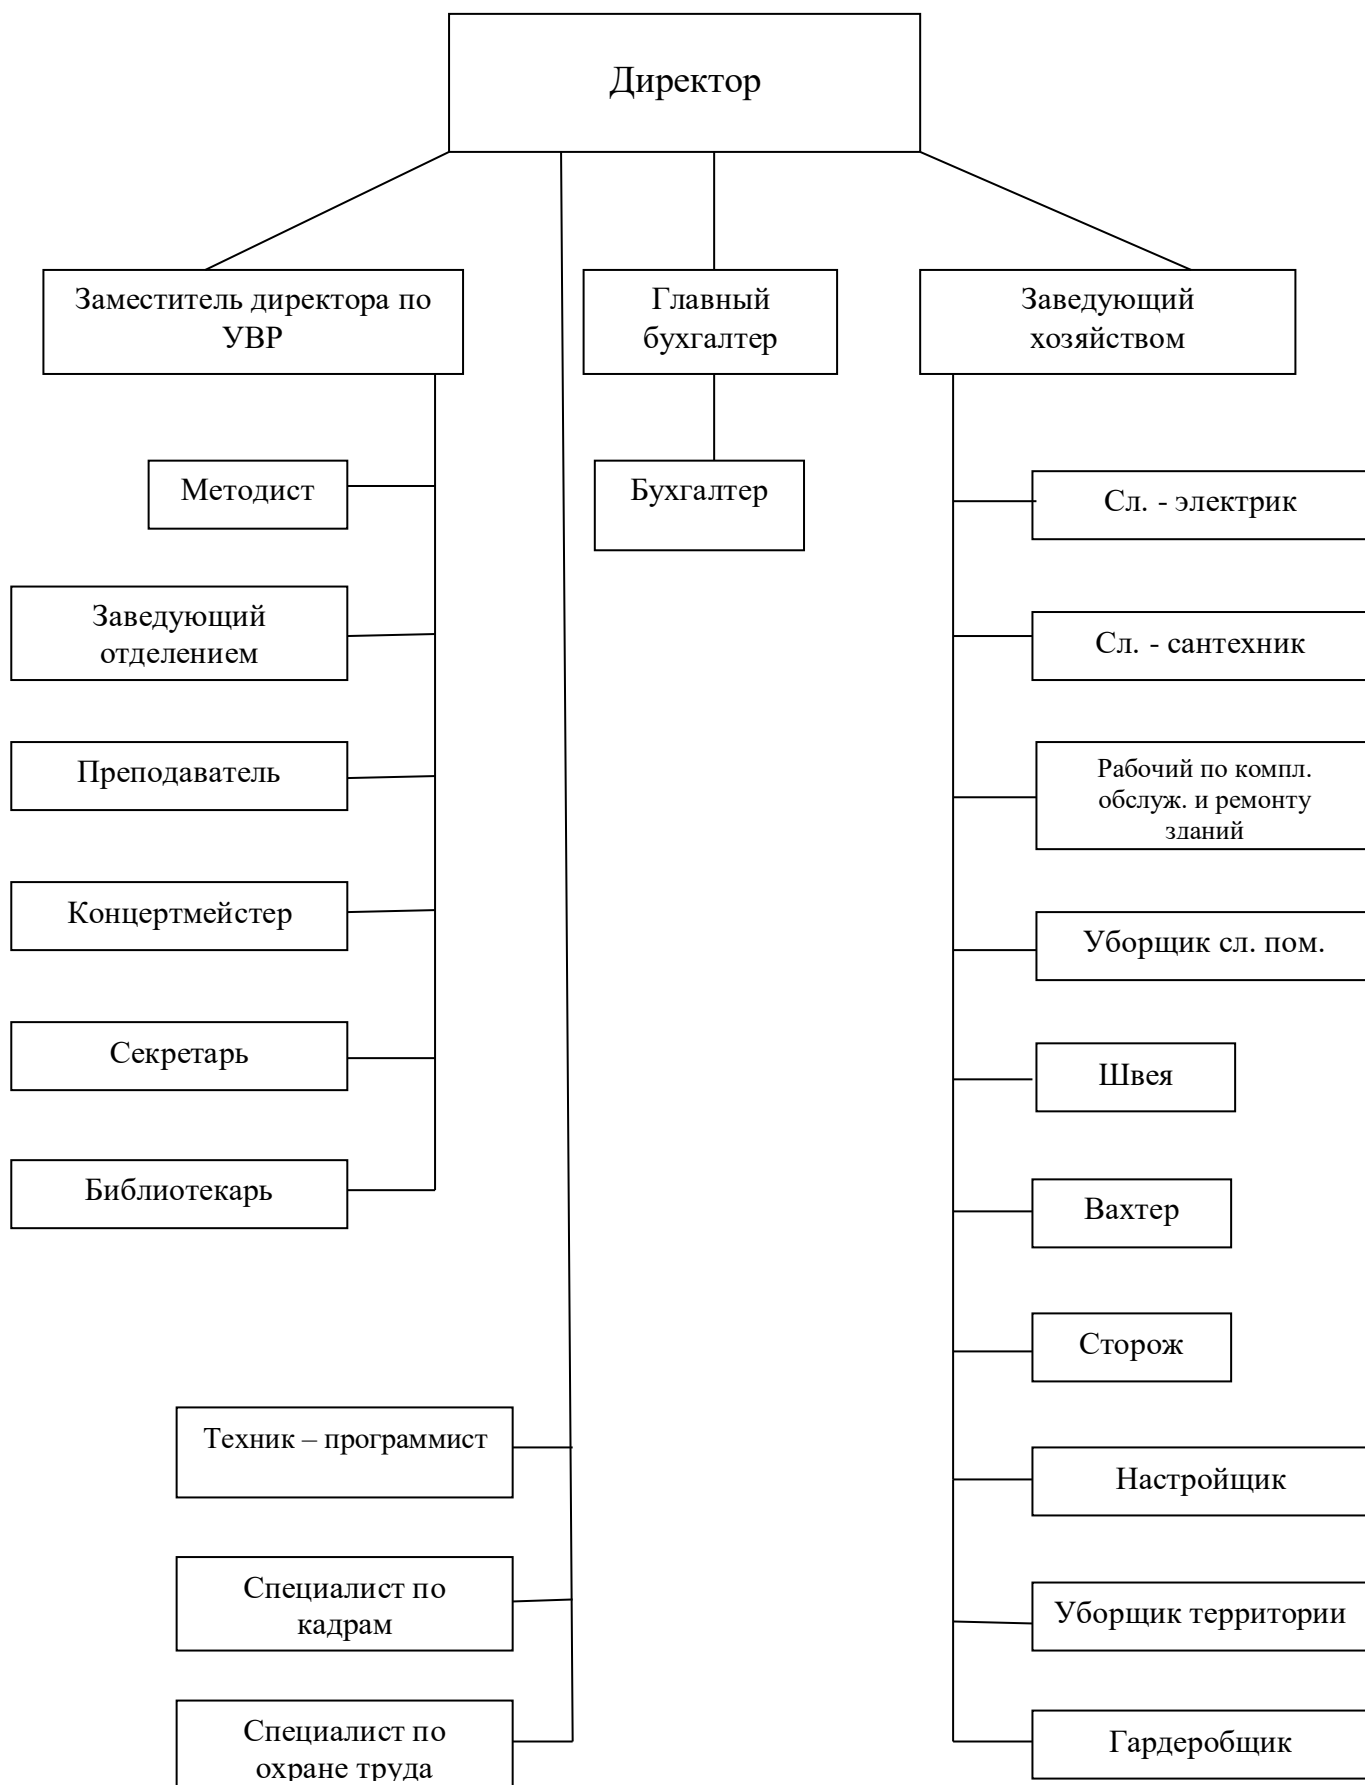 Директор
Заместитель директора по
УВР
Главный
бухгалтер
Заведующий
хозяйством
Методист
Бухгалтер
Сл. - электрик
Заведующий
отделением
Сл. - сантехник
Преподаватель
Рабочий по компл.
обслуж. и ремонту
зданий
Концертмейстер
Уборщик сл. пом.
Секретарь
Швея
Библиотекарь
Вахтер
Сторож
Техник – программист
Настройщик
Специалист по
кадрам
Уборщик территории
Специалист по
охране труда
Гардеробщик